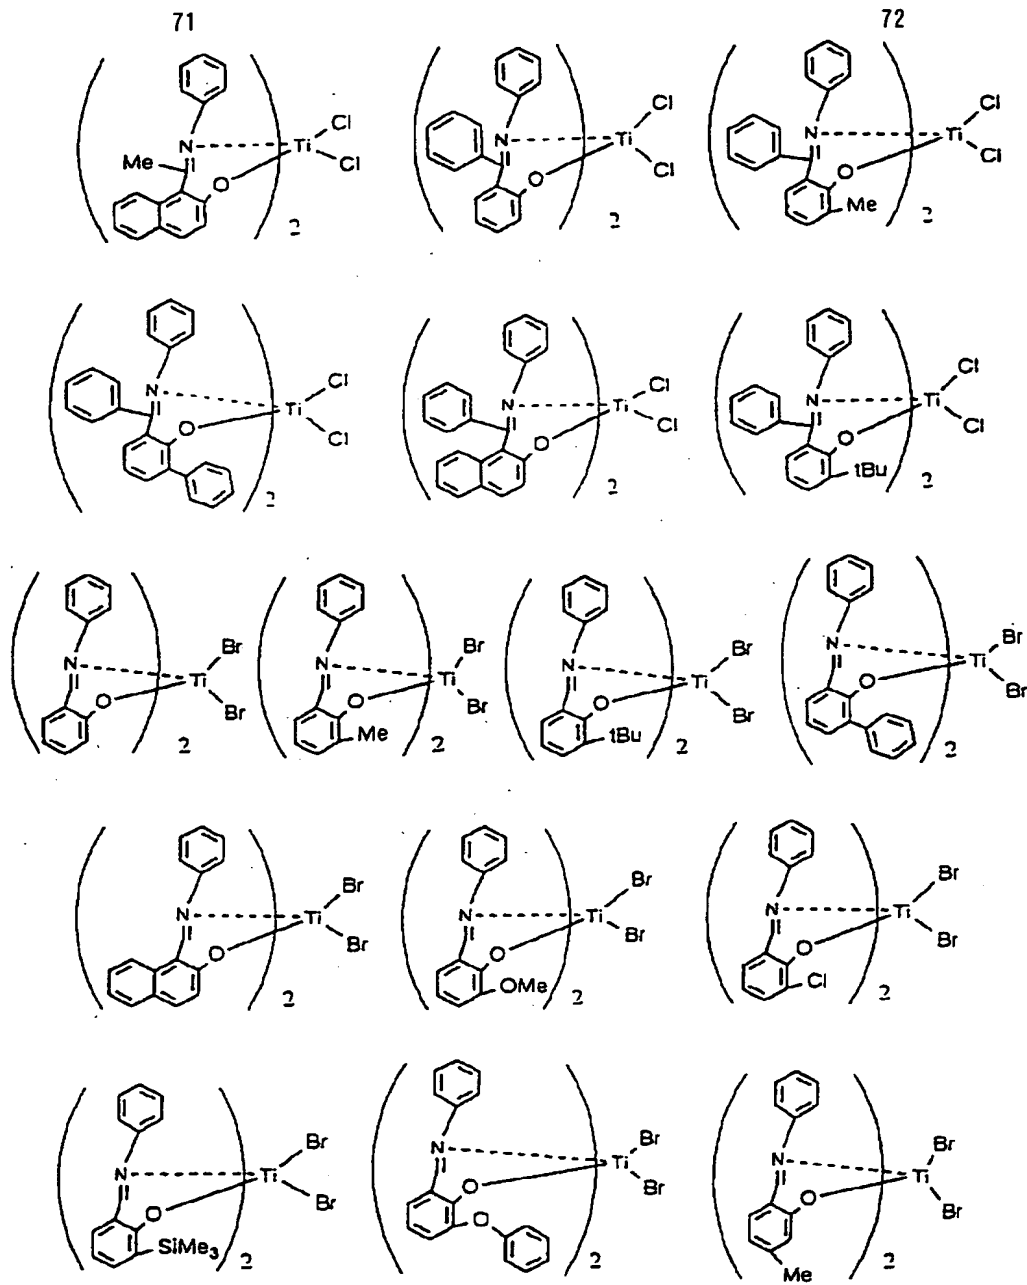 71 72
N Ti Cl Cl Me O 2
N Ti Cl Cl O 2
N Ti Cl Cl O Me 2
N Ti Cl Cl O 2
N Ti Cl Cl O 2
N Ti Cl Cl O tBu 2
N Ti Br Br O 2
N Ti Br Br O Me 2
N Ti Br Br O tBu 2
N Ti Br Br O 2
N Ti Br Br O 2
N Ti Br Br O OMe 2
N Ti Br Br O Cl 2
N Ti Br Br O SiMe3 2
N Ti Br Br O O 2
N Ti Br Br O Me 2